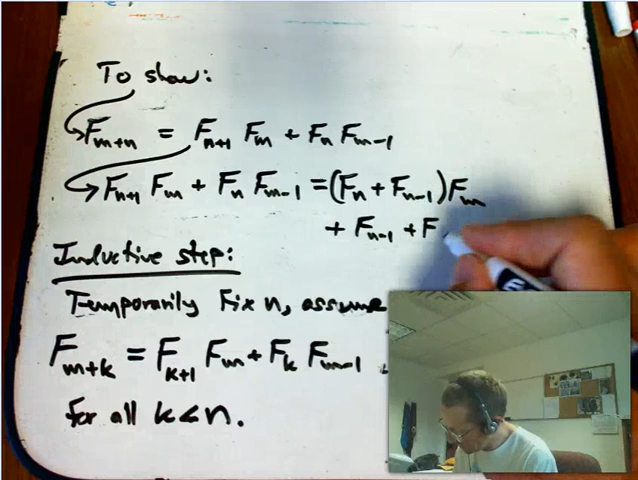 To show:
F_{m+n} = F_{n+1} F_m + F_n F_{m-1}
F_{n+1} F_m + F_n F_{m-1} = (F_n + F_{n-1}) F_m
+ F_{n-1} + F
Inductive step:
Temporarily Fix n, assume
F_{m+k} = F_{k+1} F_m + F_k F_{m-1}
for all k < n.